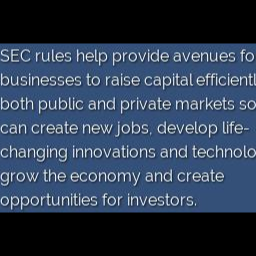 SEC rules help provide avenues fo
businesses to raise capital efficientl
both public and private markets so
can create new jobs, develop life-
changing innovations and technolo
grow the economy and create
opportunities for investors.